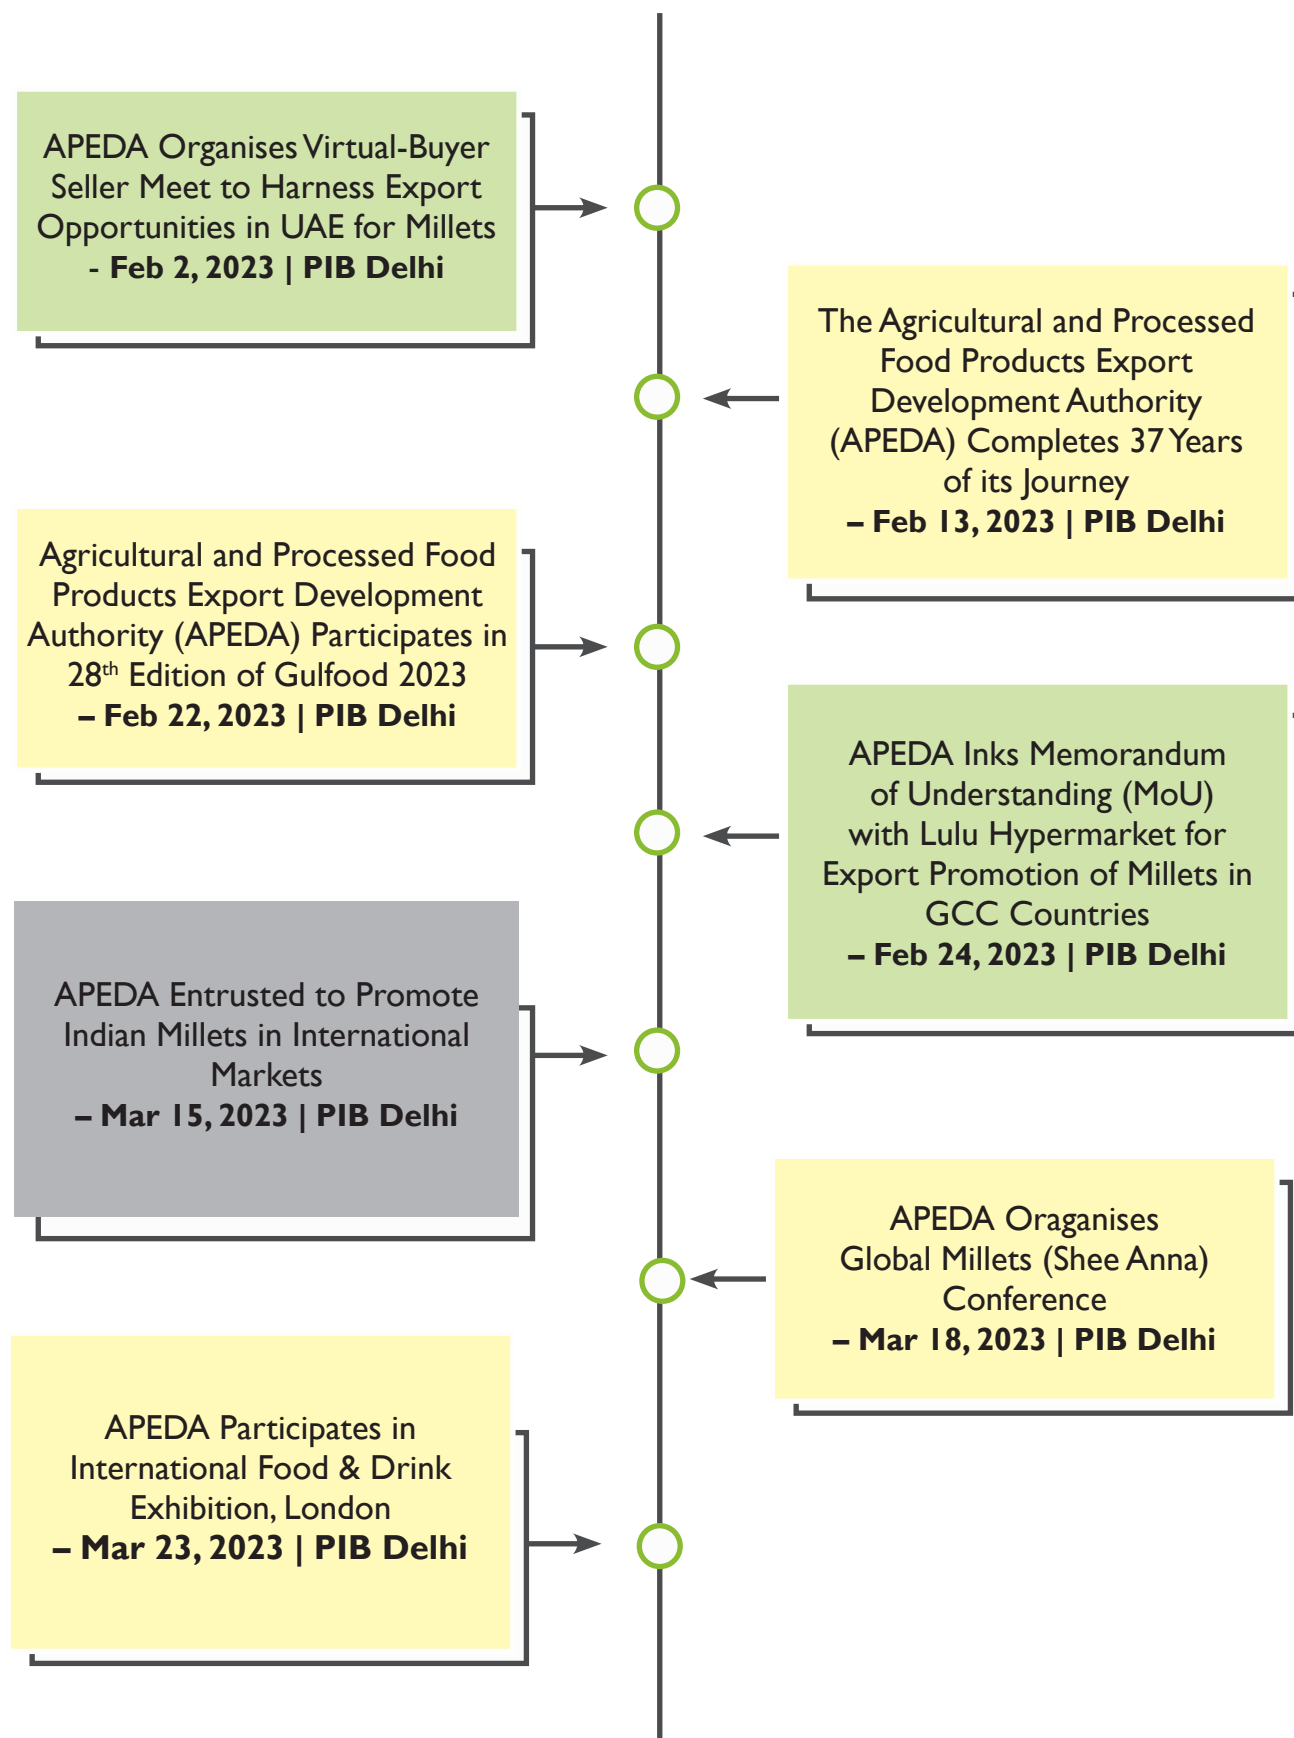 APEDA Organises Virtual-Buyer
Seller Meet to Harness Export
Opportunities in UAE for Millets
- Feb 2, 2023 | PIB Delhi
The Agricultural and Processed
Food Products Export
Development Authority
(APEDA) Completes 37 Years
of its Journey
– Feb 13, 2023 | PIB Delhi
Agricultural and Processed Food
Products Export Development
Authority (APEDA) Participates in
28th Edition of Gulfood 2023
– Feb 22, 2023 | PIB Delhi
APEDA Inks Memorandum
of Understanding (MoU)
with Lulu Hypermarket for
Export Promotion of Millets in
GCC Countries
– Feb 24, 2023 | PIB Delhi
APEDA Entrusted to Promote
Indian Millets in International
Markets
– Mar 15, 2023 | PIB Delhi
APEDA Oraganises
Global Millets (Shee Anna)
Conference
– Mar 18, 2023 | PIB Delhi
APEDA Participates in
International Food & Drink
Exhibition, London
– Mar 23, 2023 | PIB Delhi